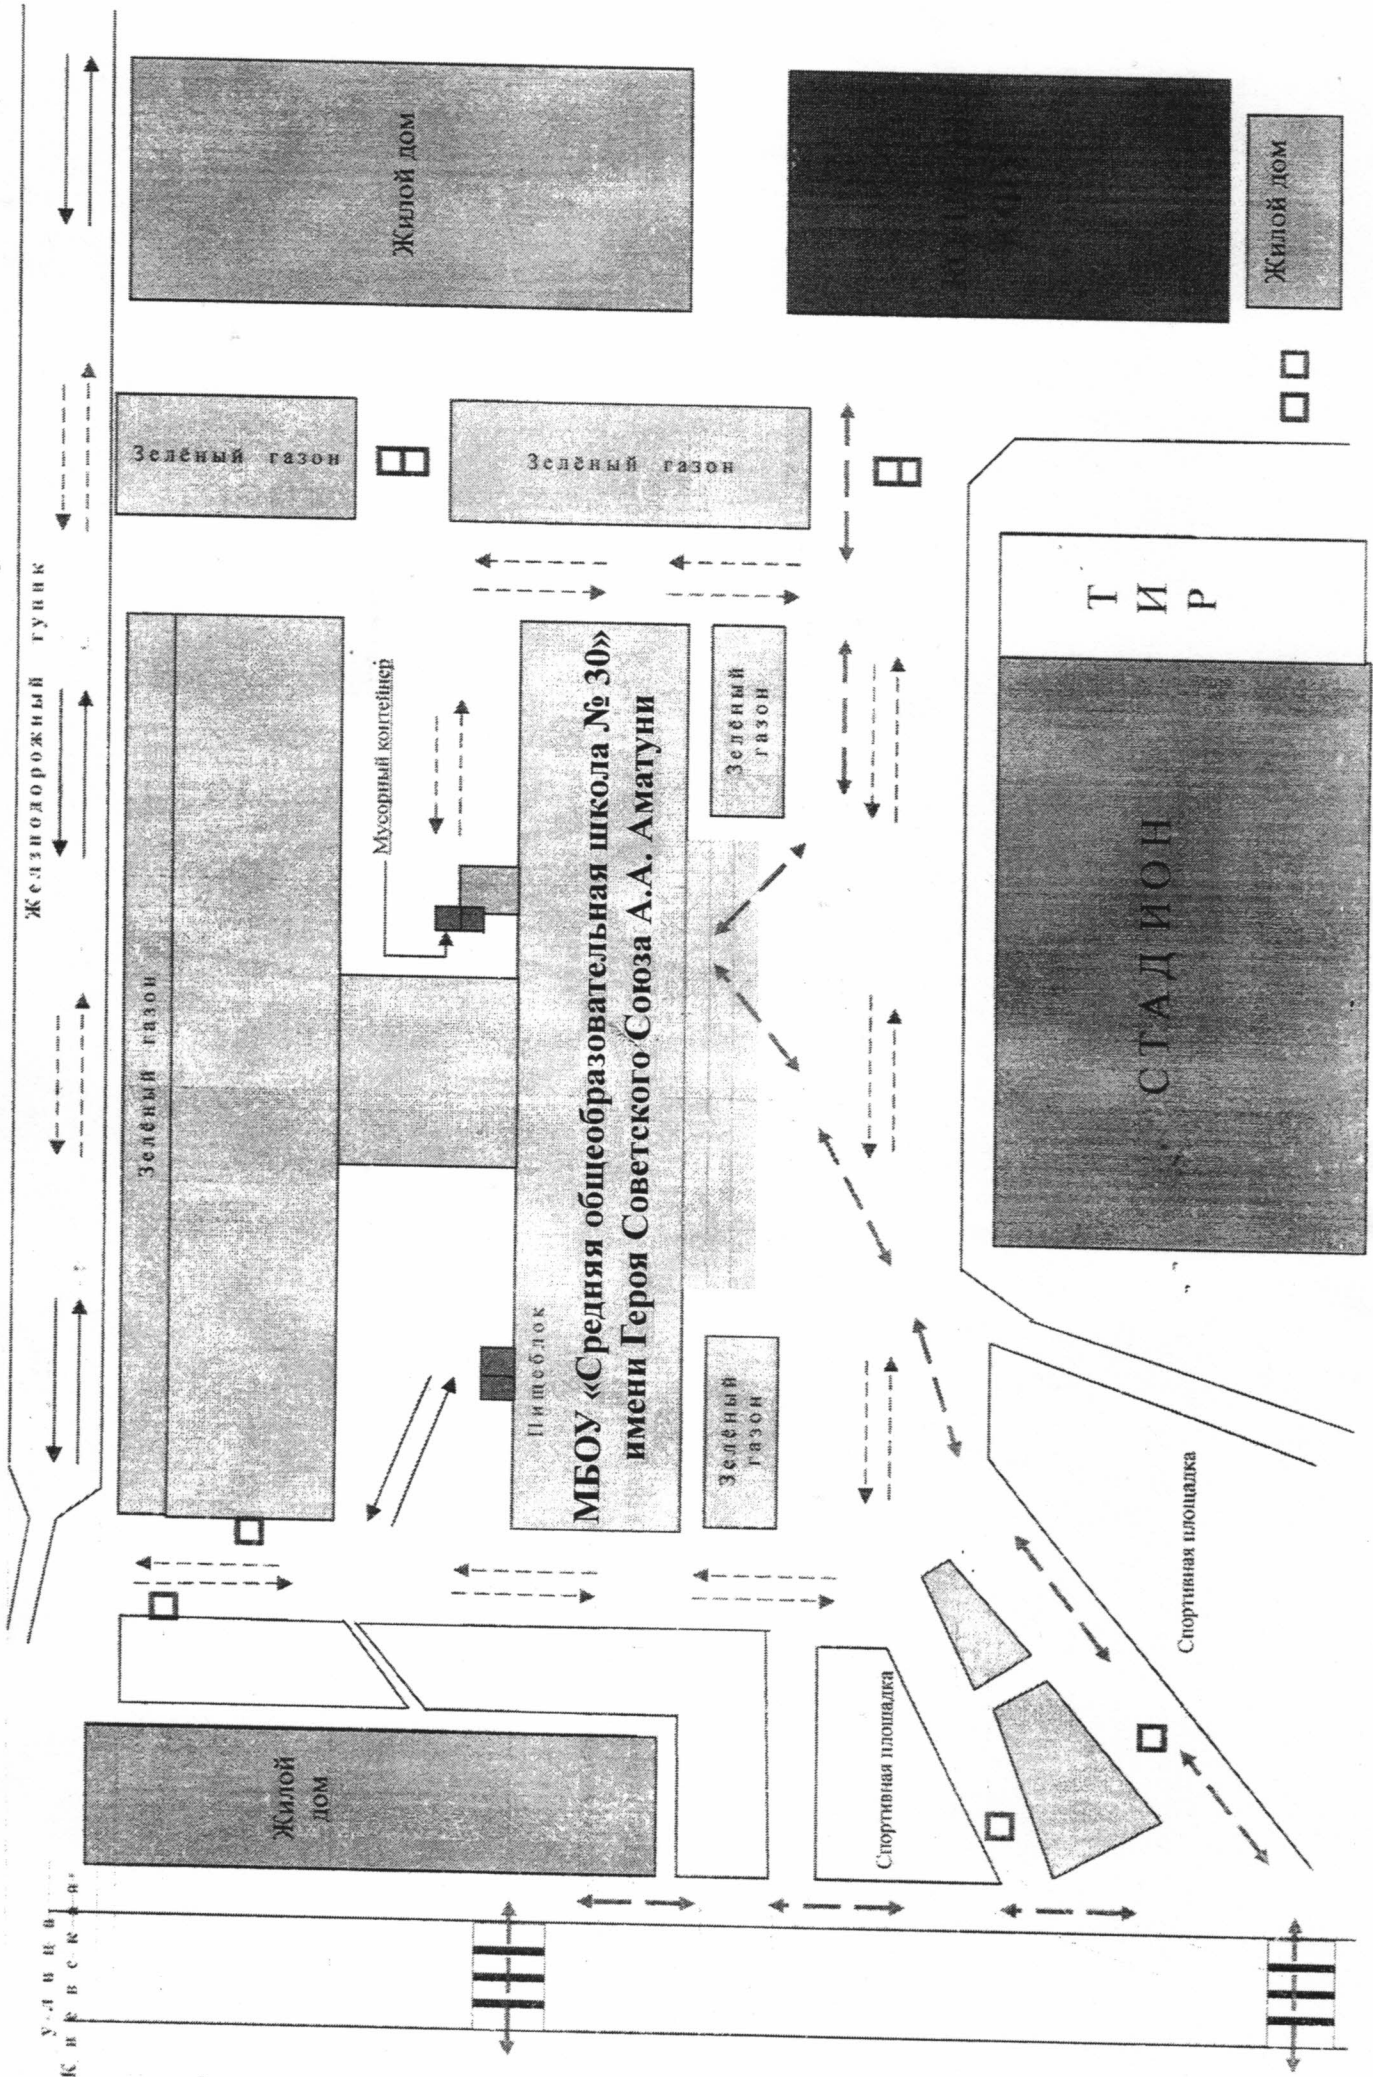 улица
Киевская
Железнодорожный тупик
Жилой
дом
Зелёный газон
Зелёный газон
Жилой дом
Мусорный контейнер
Зелёный газон
Пищеблок
МБОУ «Средняя общеобразовательная школа № 30»
имени Героя Советского Союза А.А. Аматуни
Зелёный
газон
Зелёный
газон
Спортивная площадка
Спортивная площадка
СТАДИОН
ТИР
Жилой дом